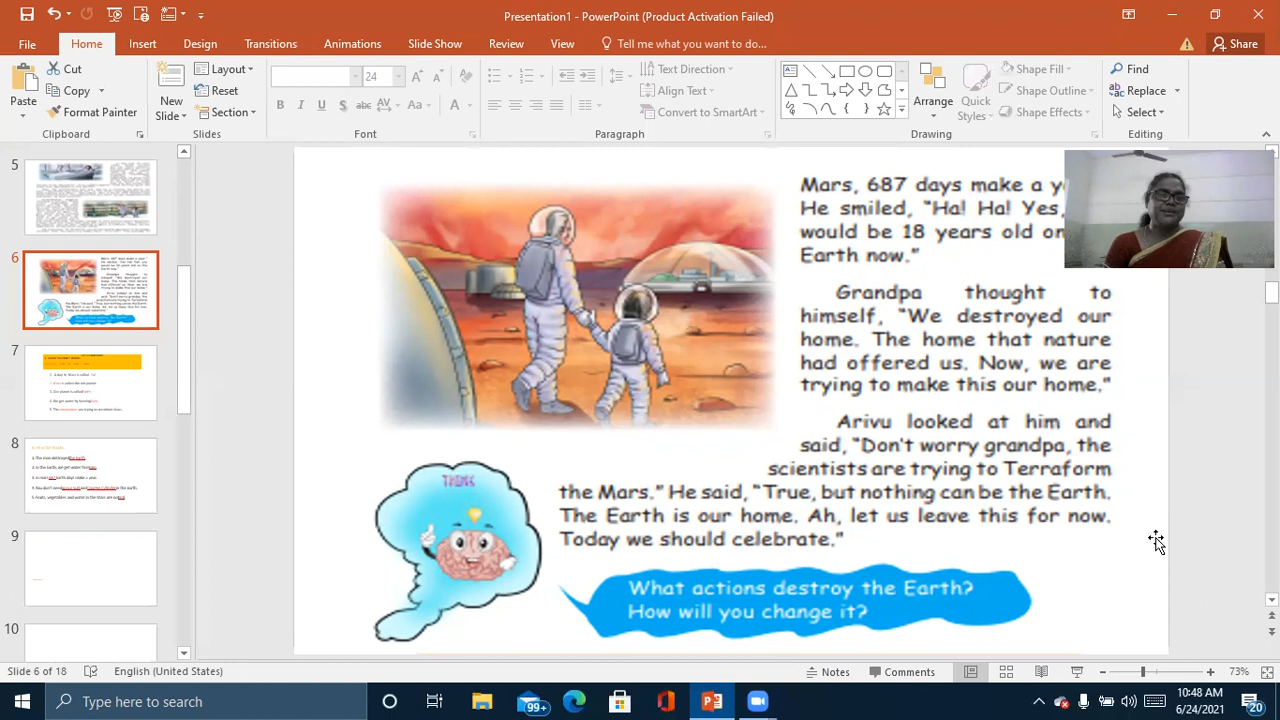 Presentation1 - PowerPoint (Product Activation Failed)
File Home Insert Design Transitions Animations Slide Show Review View Tell me what you want to do... Share
Paste
Cut
Copy
Format Painter
Clipboard
New Slide
Layout
Reset
Section
Slides
24
Font
Text Direction
Align Text
Convert to SmartArt
Paragraph
Arrange
Quick Styles
Shape Fill
Shape Outline
Shape Effects
Drawing
Find
Replace
Select
Editing
5
6
7
8
9
10
Mars, 687 days make a
He smiled, "Ha! Ha! Yes,
would be 18 years old
Earth now."
Grandpa thought to
himself, "We destroyed our
home. The home that nature
had offered us. Now, we are
trying to make this our home."
Arivu looked at him and
said, "Don't worry grandpa, the
scientists are trying to Terraform
the Mars." He said, "True, but nothing can be the Earth.
The Earth is our home. Ah, let us leave this for now.
Today we should celebrate."
THINK
What actions destroy the Earth?
How will you change it?
Slide 6 of 18 English (United States) Notes Comments 73%
Type here to search
99+
10:48 AM
6/24/2021
20